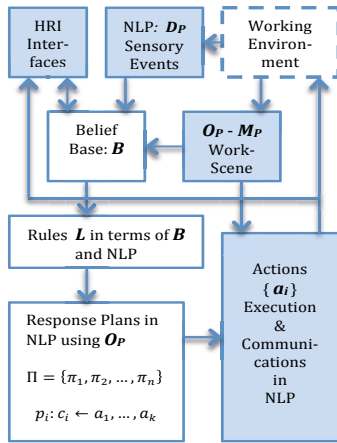 HRI
Inter-
faces
NLP: Dₚ
Sensory
Events
Working
Environ-
ment
Belief
Base: B
Oₚ - Mₚ
Work-
Scene
Rules L in terms of B
and NLP
Response Plans in
NLP using Oₚ
Π = {π₁, π₂, … , πₙ}
pᵢ: cᵢ ← a₁, … , aₖ
Actions
{ aᵢ }
Execution
&
Communi-
cations
in
NLP